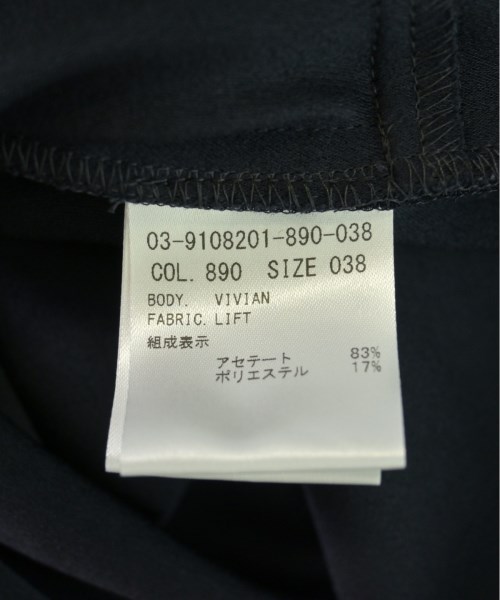 03-9108201-890-038
COL. 890 SIZE 038
BODY. VIVIAN
FABRIC. LIFT
組成表示
アセテート 83%
ポリエステル 17%